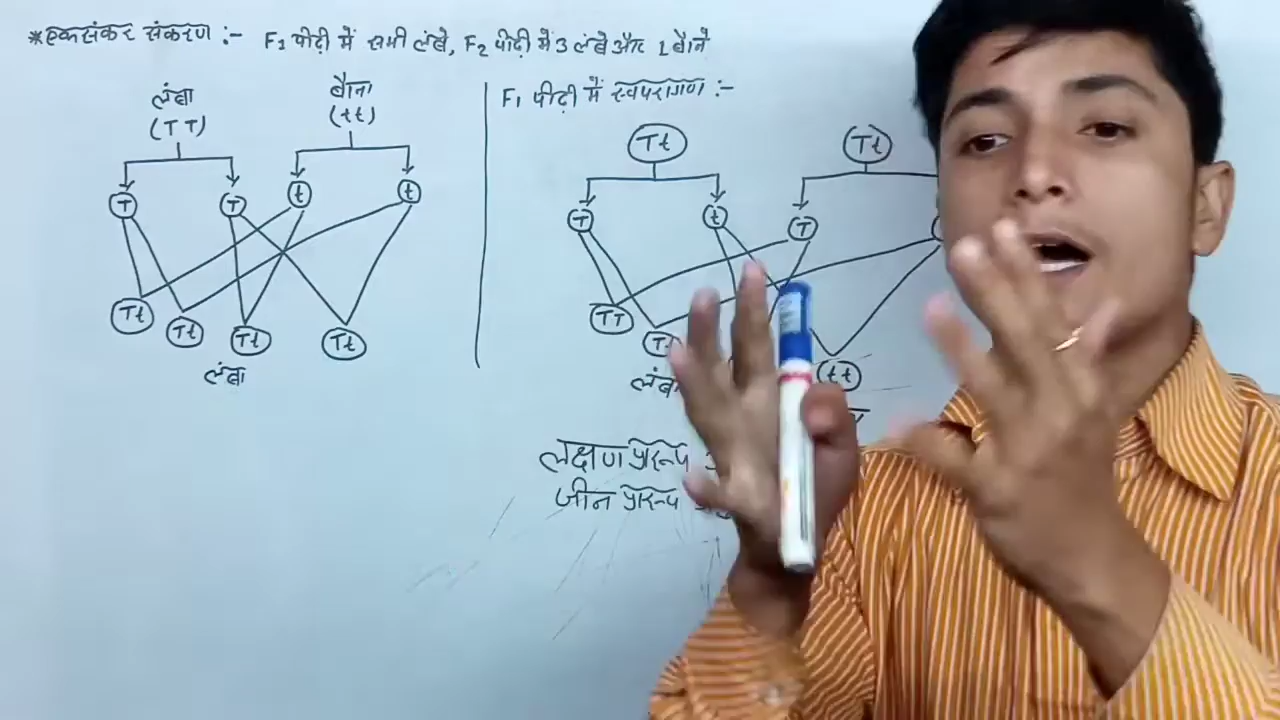 *एकसंकर संकरण :- F1 पीढ़ी में सभी लंबे, F2 पीढ़ी में 3 लंबे और 1 बौने
लंबा
(TT)
बौना
(tt)
T T t t
Tt Tt Tt Tt
लंबा
F1 पीढ़ी में स्वपरागण :-
Tt Tt
T t T
TT
tt
लंबा
लक्षण प्ररूप
जीन प्ररूप